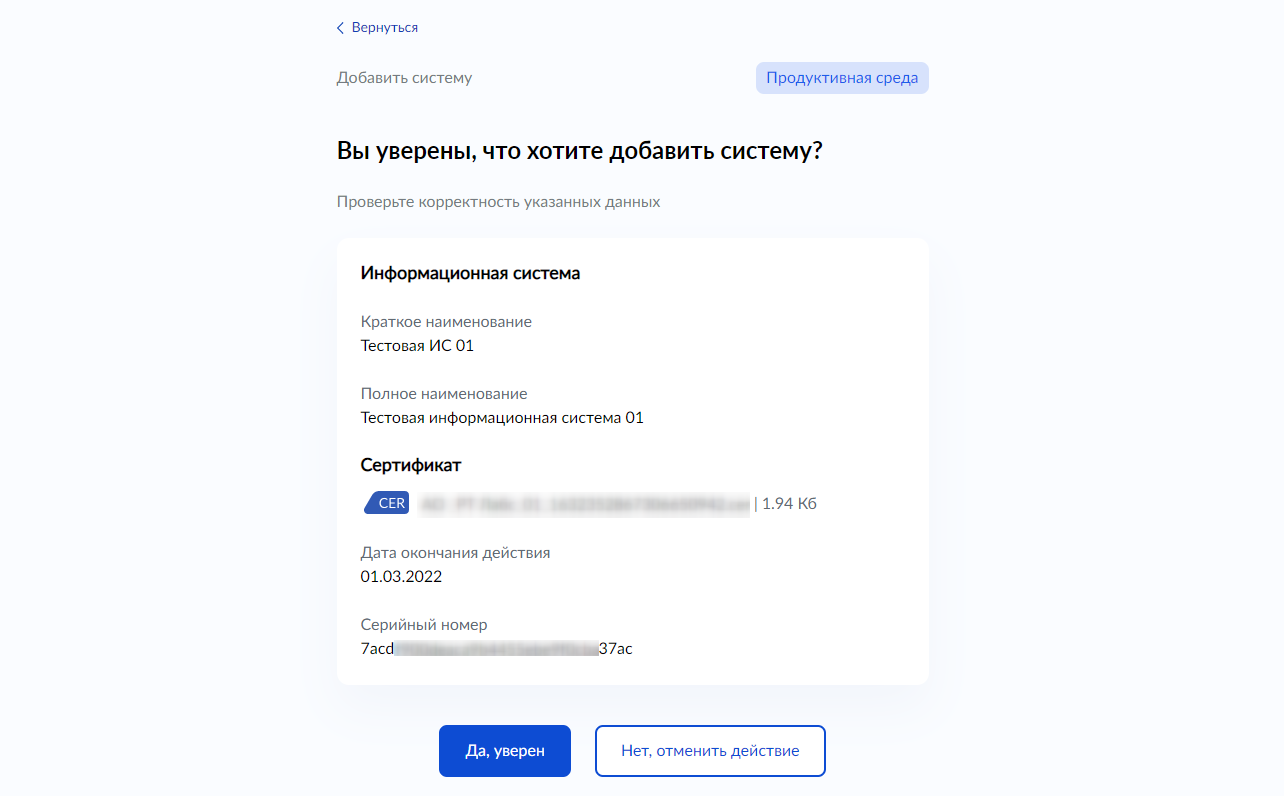 Вернуться
Добавить систему
Продуктивная среда
Вы уверены, что хотите добавить систему?
Проверьте корректность указанных данных
Информационная система
Краткое наименование
Тестовая ИС 01
Полное наименование
Тестовая информационная система 01
Сертификат
CER | 1.94 Кб
Дата окончания действия
01.03.2022
Серийный номер
7acd 37ac
Да, уверен
Нет, отменить действие